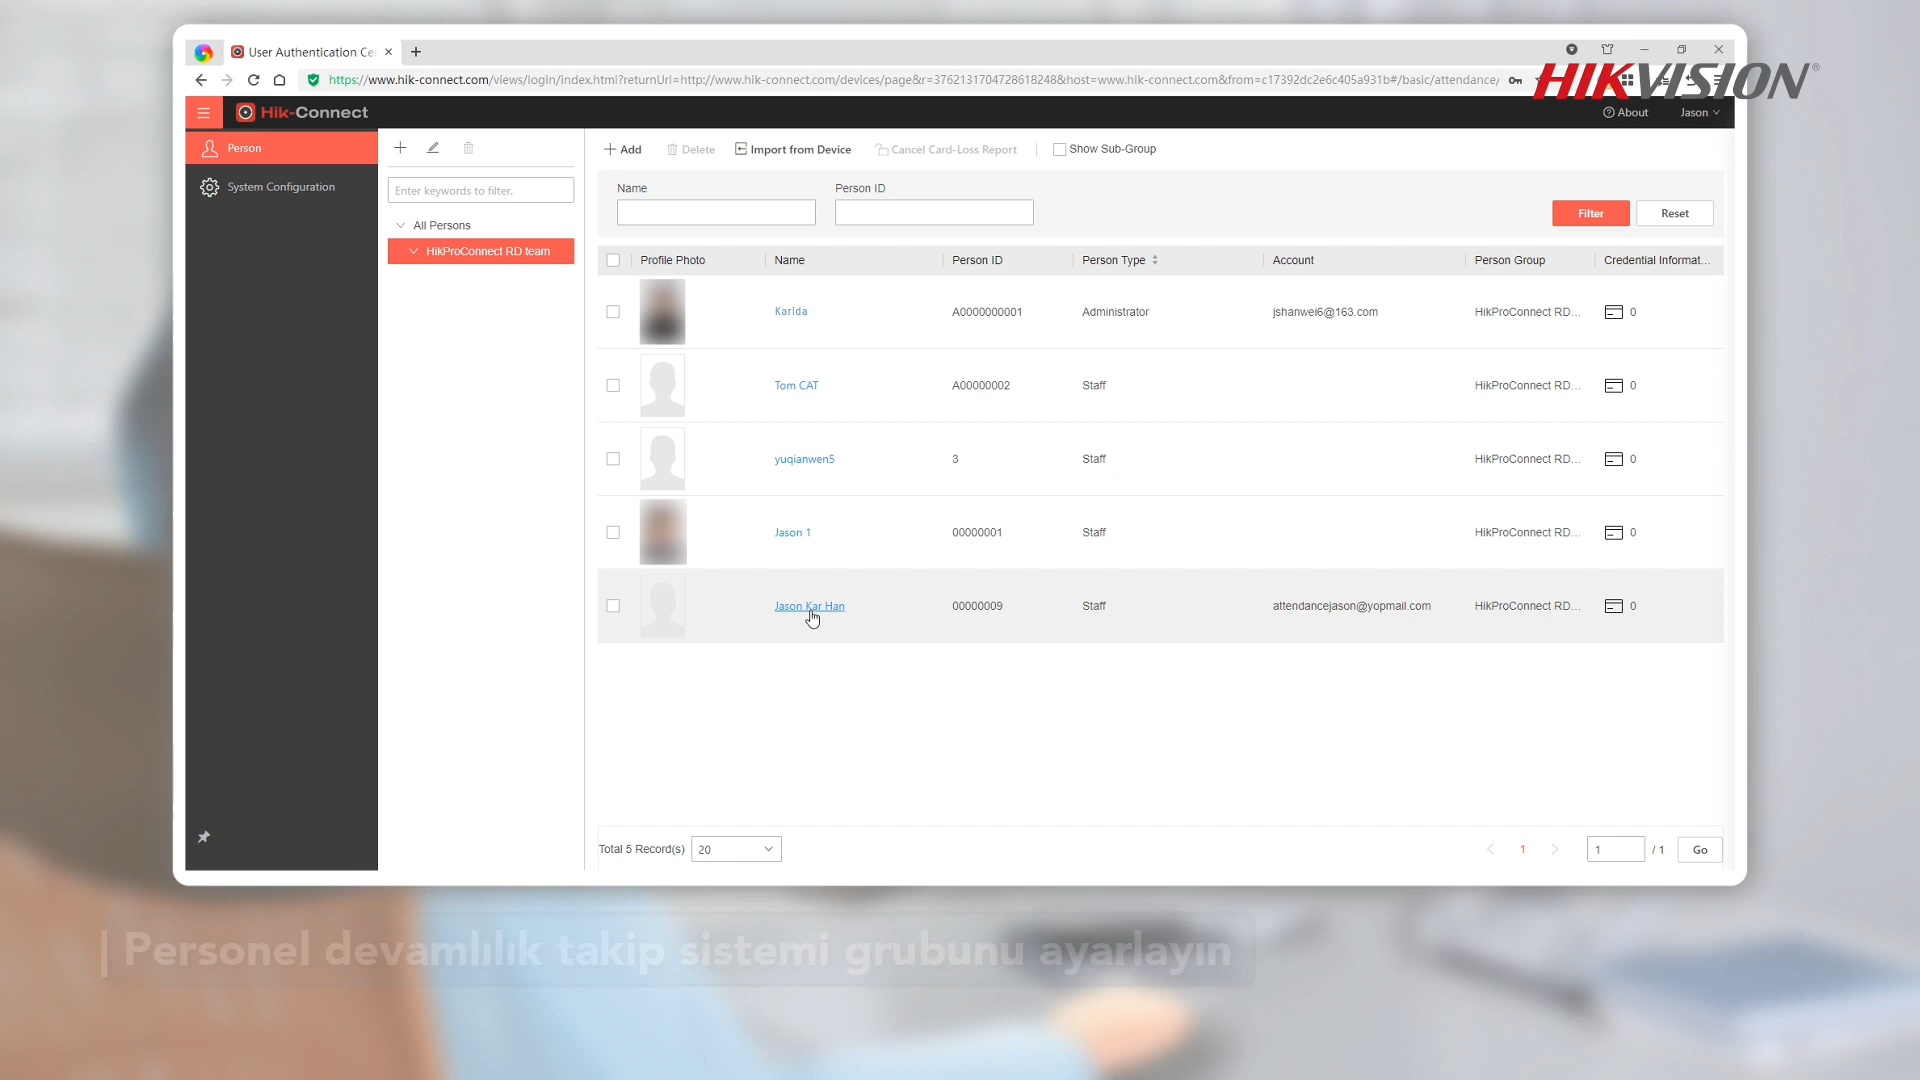 User Authentication Ce
https://www.hik-connect.com/views/login/index.html?returnUrl=http://www.hik-connect.com/devices/page&r=3762131704728618248&host=www.hik-connect.com&from=c17392dc2e6c405a931b#/basic/attendance/
HIKVISION®
Hik-Connect
About
Jason
Person
System Configuration
Enter keywords to filter.
All Persons
HikProConnect RD team
Add Delete Import from Device Cancel Card-Loss Report Show Sub-Group
Name Person ID
Filter Reset
Profile Photo Name Person ID Person Type Account Person Group Credential Informat...
Karida A0000000001 Administrator jshanwei6@163.com HikProConnect RD... 0
Tom CAT A00000002 Staff HikProConnect RD... 0
yuqianwen5 3 Staff HikProConnect RD... 0
Jason 1 00000001 Staff HikProConnect RD... 0
Jason Kar Han 00000009 Staff attendancejason@yopmail.com HikProConnect RD... 0
Total 5 Record(s) 20 1 1 / 1 Go
| Personel devamlılık takip sistemi grubunu ayarlayın